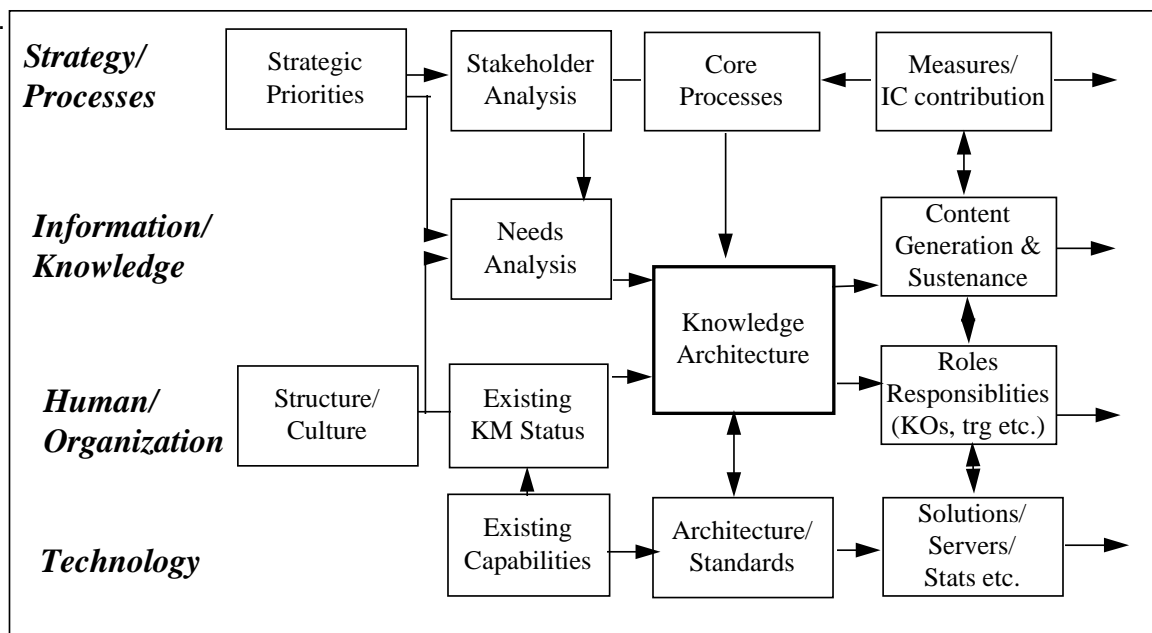 Strategy/
Processes
Strategic
Priorities
Stakeholder
Analysis
Core
Processes
Measures/
IC contribution
Information/
Knowledge
Needs
Analysis
Content
Generation &
Sustenance
Knowledge
Architecture
Human/
Organization
Structure/
Culture
Existing
KM Status
Roles
Responsiblities
(KOs, trg etc.)
Technology
Existing
Capabilities
Architecture/
Standards
Solutions/
Servers/
Stats etc.